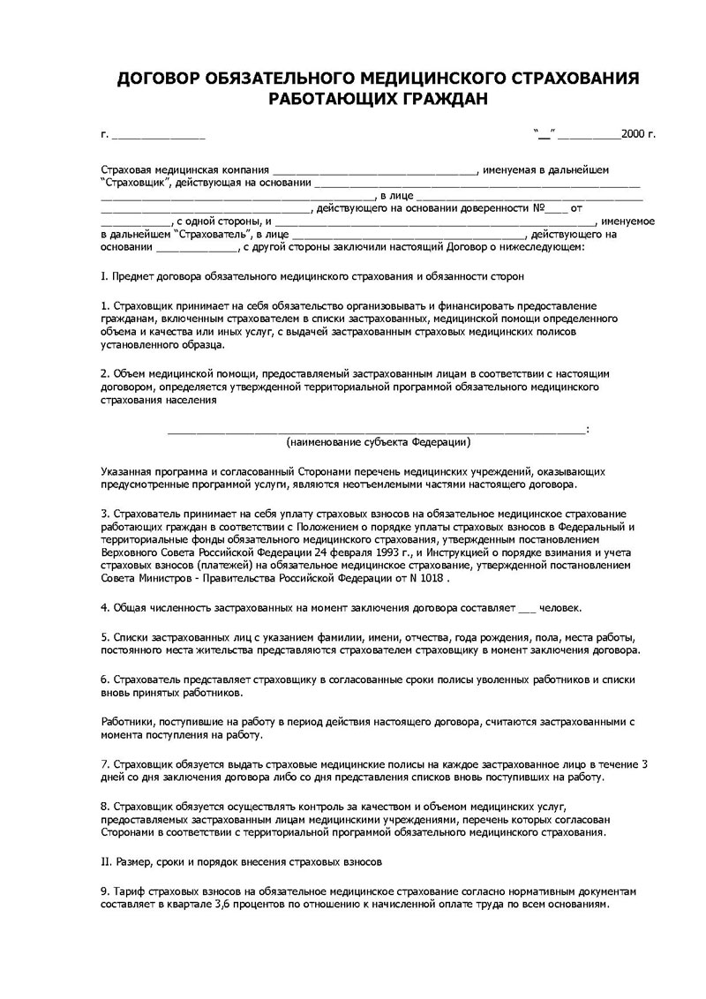 ДОГОВОР ОБЯЗАТЕЛЬНОГО МЕДИЦИНСКОГО СТРАХОВАНИЯ
РАБОТАЮЩИХ ГРАЖДАН
г. ________________ “__” ___________2000 г.
Страховая медицинская компания ___________________________________, именуемая в дальнейшем
“Страховщик”, действующая на основании ________________________________________________________
_______________________________________________, в лице _______________________________________
____________________________________, действующего на основании доверенности №____ от
____________, с одной стороны, и _______________________________________________________, именуемое
в дальнейшем “Страхователь”, в лице ________________________________________, действующего на
основании ______________, с другой стороны заключили настоящий Договор о нижеследующем:
I. Предмет договора обязательного медицинского страхования и обязанности сторон
1. Страховщик принимает на себя обязательство организовывать и финансировать предоставление
гражданам, включенным страхователем в списки застрахованных, медицинской помощи определенного
объема и качества или иных услуг, с выдачей застрахованным страховых медицинских полисов
установленного образца.
2. Объем медицинской помощи, предоставляемый застрахованным лицам в соответствии с настоящим
договором, определяется утвержденной территориальной программой обязательного медицинского
страхования населения
________________________________________________________________________:
(наименование субъекта Федерации)
Указанная программа и согласованный Сторонами перечень медицинских учреждений, оказывающих
предусмотренные программой услуги, являются неотъемлемыми частями настоящего договора.
3. Страхователь принимает на себя уплату страховых взносов на обязательное медицинское страхование
работающих граждан в соответствии с Положением о порядке уплаты страховых взносов в Федеральный и
территориальные фонды обязательного медицинского страхования, утвержденным постановлением
Верховного Совета Российской Федерации 24 февраля 1993 г., и Инструкцией о порядке взимания и учета
страховых взносов (платежей) на обязательное медицинское страхование, утвержденной постановлением
Совета Министров - Правительства Российской Федерации от N 1018 .
4. Общая численность застрахованных на момент заключения договора составляет ___ человек.
5. Списки застрахованных лиц с указанием фамилии, имени, отчества, года рождения, пола, места работы,
постоянного места жительства представляются страхователем страховщику в момент заключения договора.
6. Страхователь представляет страховщику в согласованные сроки полисы уволенных работников и списки
вновь принятых работников.
Работники, поступившие на работу в период действия настоящего договора, считаются застрахованными с
момента поступления на работу.
7. Страховщик обязуется выдать страховые медицинские полисы на каждое застрахованное лицо в течение 3
дней со дня заключения договора либо со дня представления списков вновь поступивших на работу.
8. Страховщик обязуется осуществлять контроль за качеством и объемом медицинских услуг,
предоставляемых застрахованным лицам медицинскими учреждениями, перечень которых согласован
Сторонами в соответствии с территориальной программой обязательного медицинского страхования.
II. Размер, сроки и порядок внесения страховых взносов
9. Тариф страховых взносов на обязательное медицинское страхование согласно нормативным документам
составляет в квартале 3,6 процентов по отношению к начисленной оплате труда по всем основаниям.